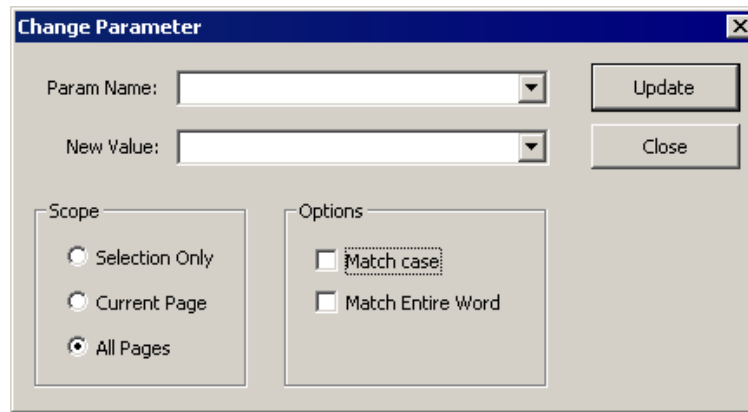 Change Parameter
Param Name:
Update
New Value:
Close
Scope
Selection Only
Current Page
All Pages
Options
Match case
Match Entire Word